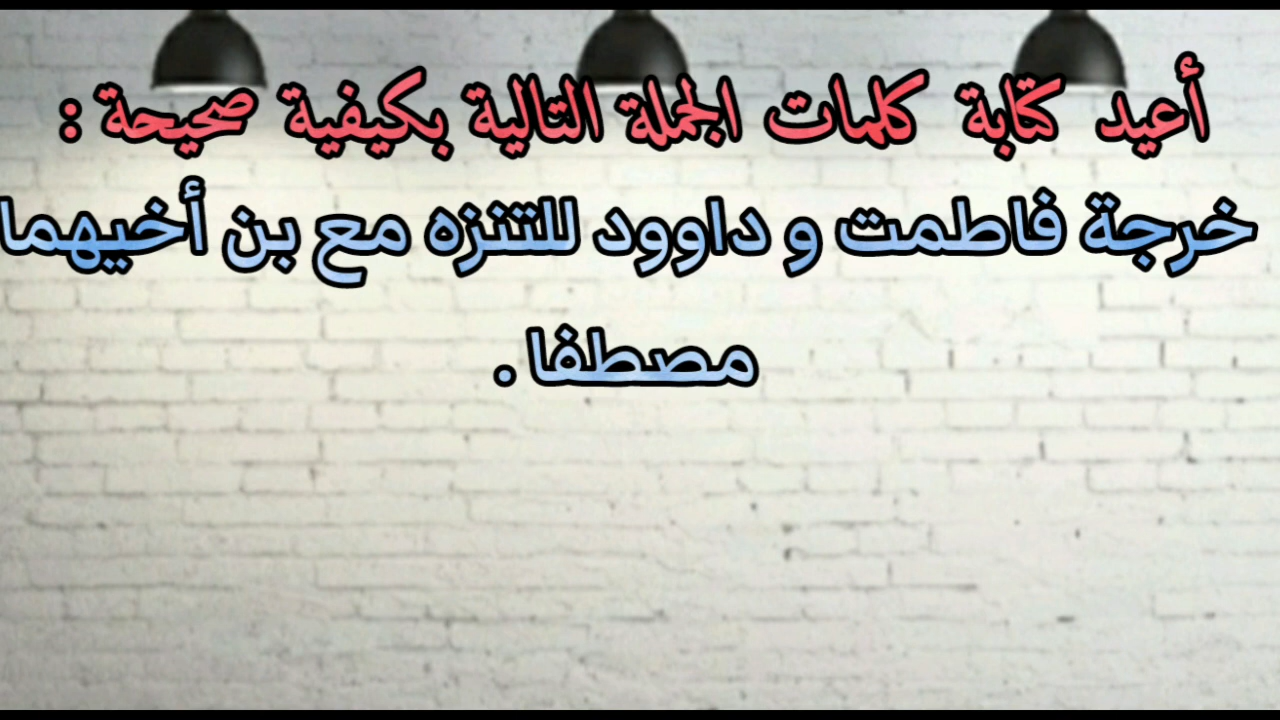 أعيد كتابة كلمات الجملة التالية بكيفية صحيحة :
خرجة فاطمت و داوود للتنزه مع بن أخيهما
مصطفا .